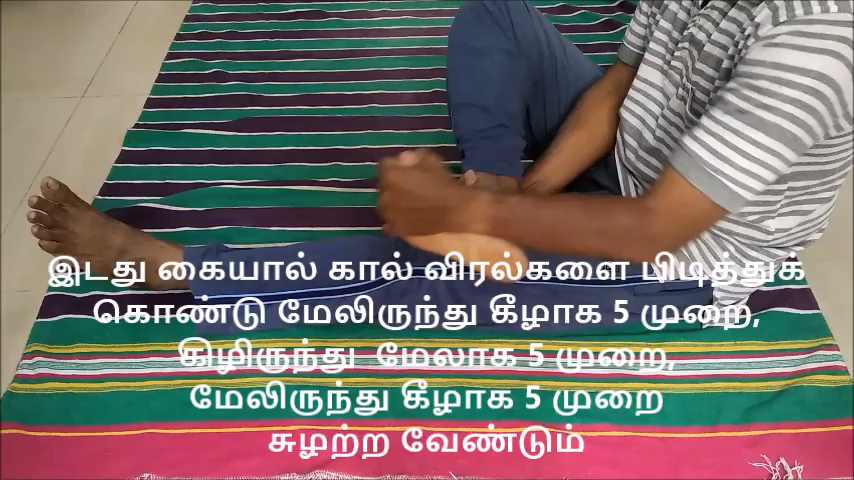 இடது கையால் கால் விரல்களை பிடித்துக்
கொண்டு மேலிருந்து கீழாக 5 முறை,
கிழிருந்து மேலாக 5 முறை,
மேலிருந்து கீழாக 5 முறை
சுழற்ற வேண்டும்